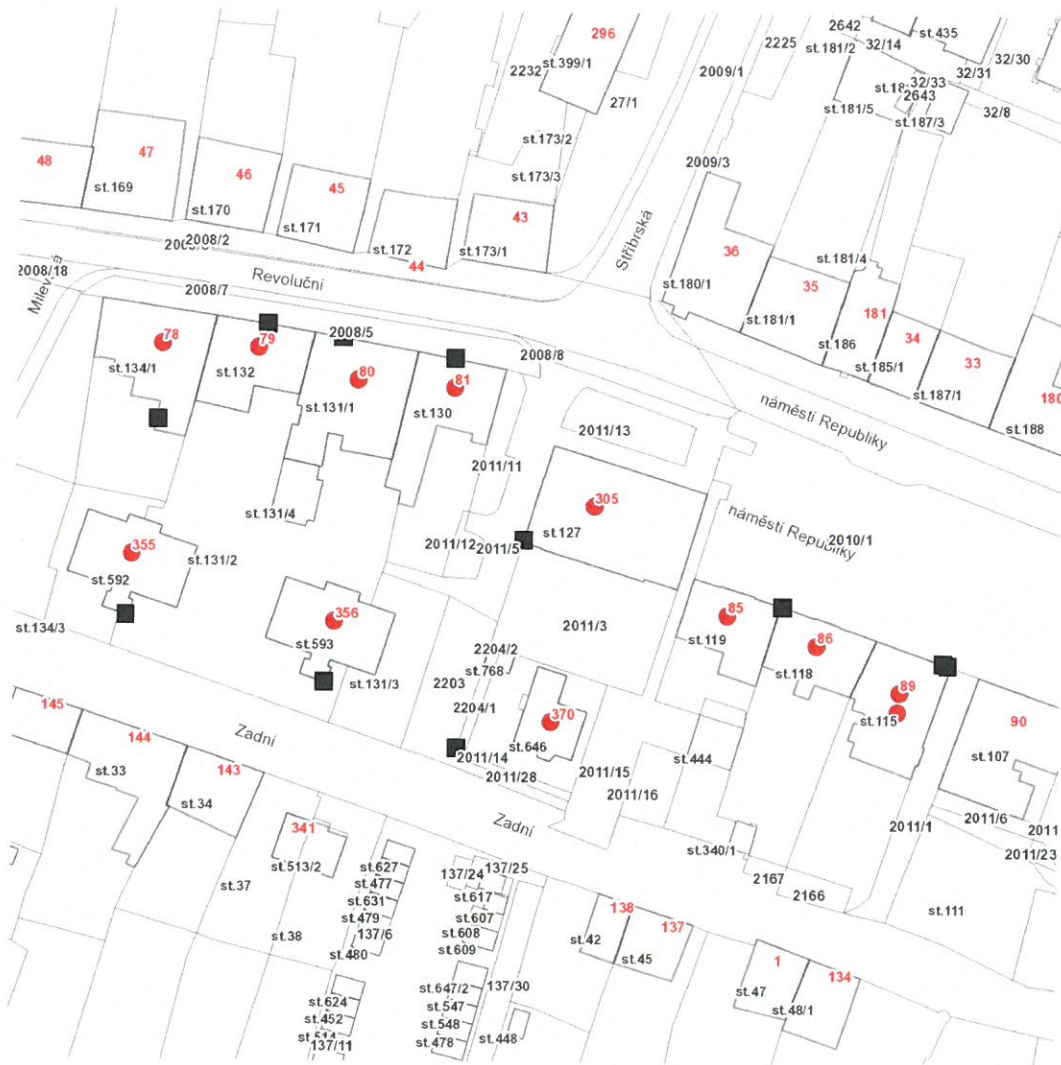 296
st.399/1
2232
27/1
st.173/2
st.173/3
2009/1
2009/3
2225
2642
st.181/2
32/14
st.435
32/30
32/31
32/33
2643
32/8
st.181/5
st.187/3
48
47
46
45
44
43
st.169
st.170
st.171
st.172
st.173/1
2008/2
2008/18
2008/7
Revoluční
Stříbrská
36
35
181
34
33
180
st.180/1
st.181/4
st.181/1
st.186
st.185/1
st.187/1
st.188
78
79
80
81
2008/5
2008/8
st.134/1
st.132
st.131/1
st.130
náměstí Republiky
2011/13
2011/11
305
st.131/4
st.127
náměstí Republiky
2010/1
2011/12
2011/5
355
st.131/2
st.592
356
st.593
85
86
st.119
st.118
2011/3
st.134/3
st.131/3
2204/2
st.768
2203
2204/1
89
90
370
st.115
st.107
st.646
145
144
143
st.33
st.34
Zadní
2011/14
2011/28
2011/15
2011/16
st.444
2011/1
2011/6
2011
2011/23
Zadní
341
st.513/2
st.37
st.38
st.627
st.477
st.631
st.479
137/6
st.480
137/24
137/25
st.617
st.607
st.608
st.609
st.340/1
2167
2166
st.111
138
137
st.42
st.45
1
134
st.47
st.48/1
st.624
st.452
137/11
st.647/2
137/30
st.547
st.548
st.478
st.448